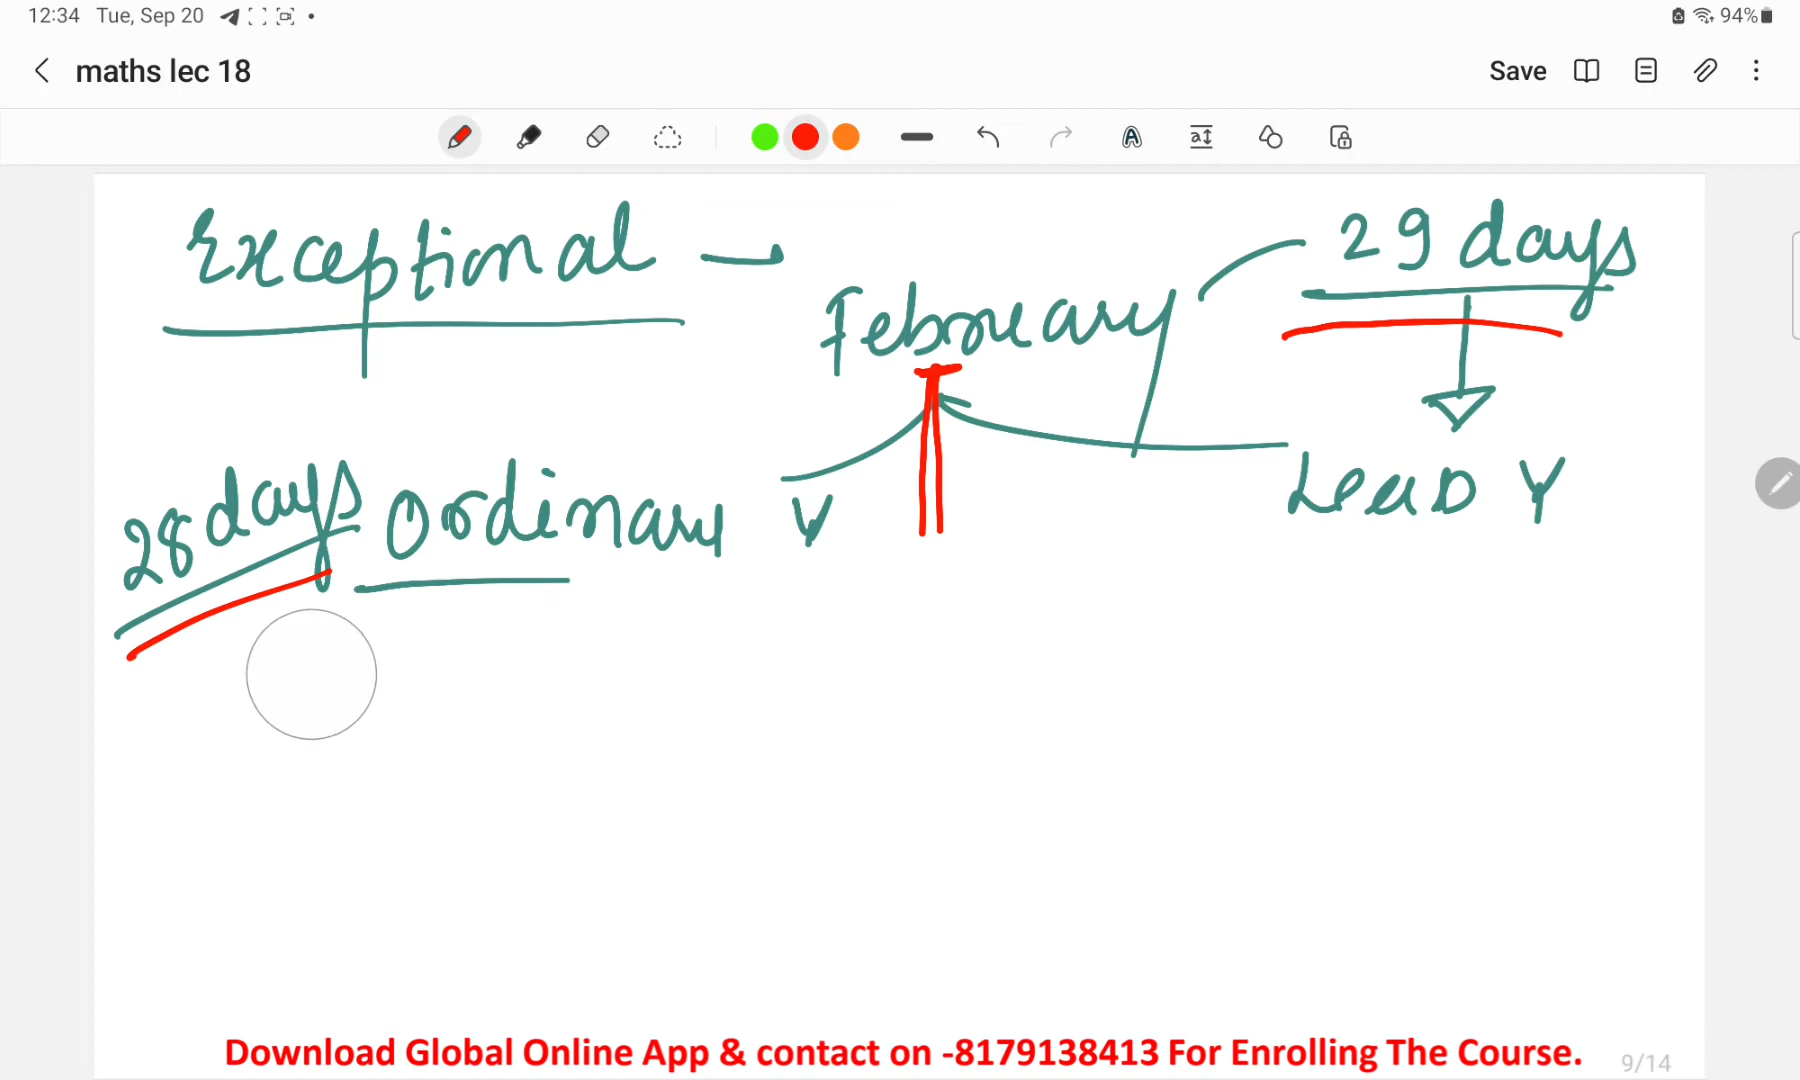 12:34 Tue, Sep 20
94%
maths lec 18
Save
Exceptional → February
29 days
28 days Ordinary Y
Leap Y
Download Global Online App & contact on -8179138413 For Enrolling The Course.
9/14